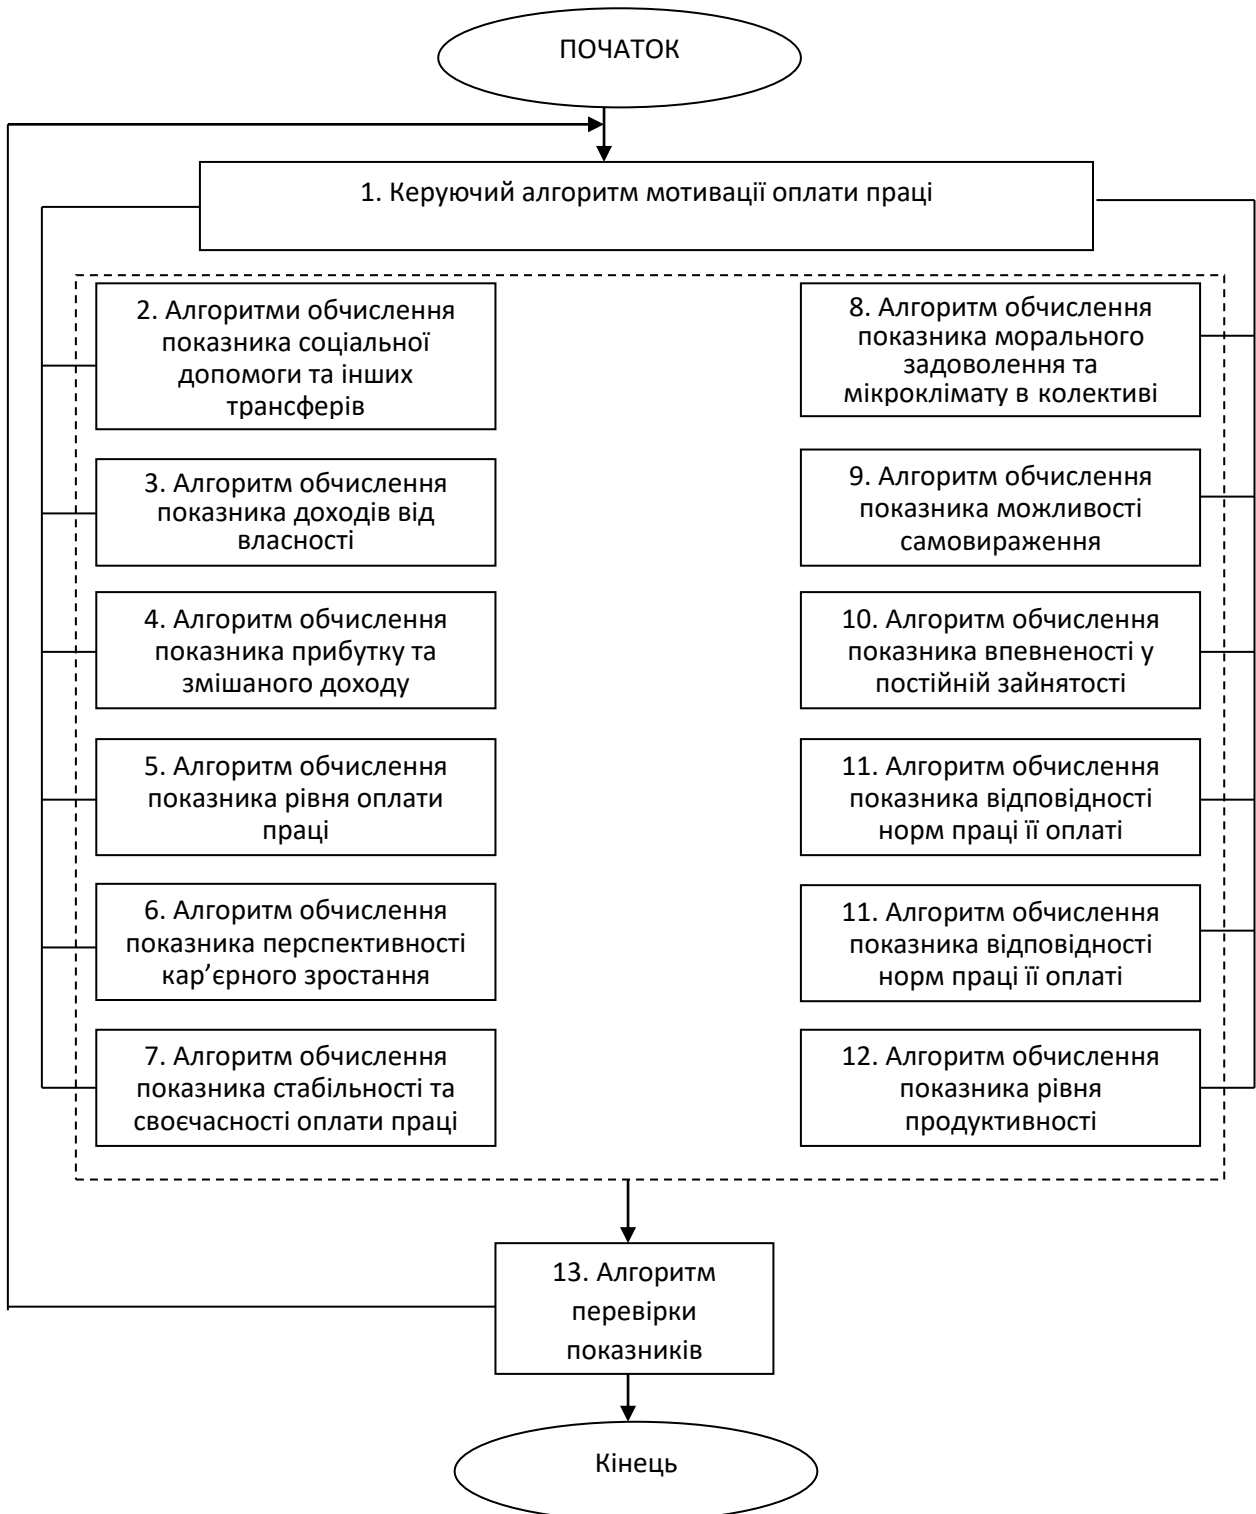 ПОЧАТОК
1. Керуючий алгоритм мотивації оплати праці
2. Алгоритми обчислення
показника соціальної
допомоги та інших
трансферів
3. Алгоритм обчислення
показника доходів від
власності
4. Алгоритм обчислення
показника прибутку та
змішаного доходу
5. Алгоритм обчислення
показника рівня оплати
праці
6. Алгоритм обчислення
показника перспективності
кар’єрного зростання
7. Алгоритм обчислення
показника стабільності та
своєчасності оплати праці
8. Алгоритм обчислення
показника морального
задоволення та
мікроклімату в колективі
9. Алгоритм обчислення
показника можливості
самовираження
10. Алгоритм обчислення
показника впевненості у
постійній зайнятості
11. Алгоритм обчислення
показника відповідності
норм праці її оплаті
11. Алгоритм обчислення
показника відповідності
норм праці її оплаті
12. Алгоритм обчислення
показника рівня
продуктивності
13. Алгоритм
перевірки
показників
Кінець